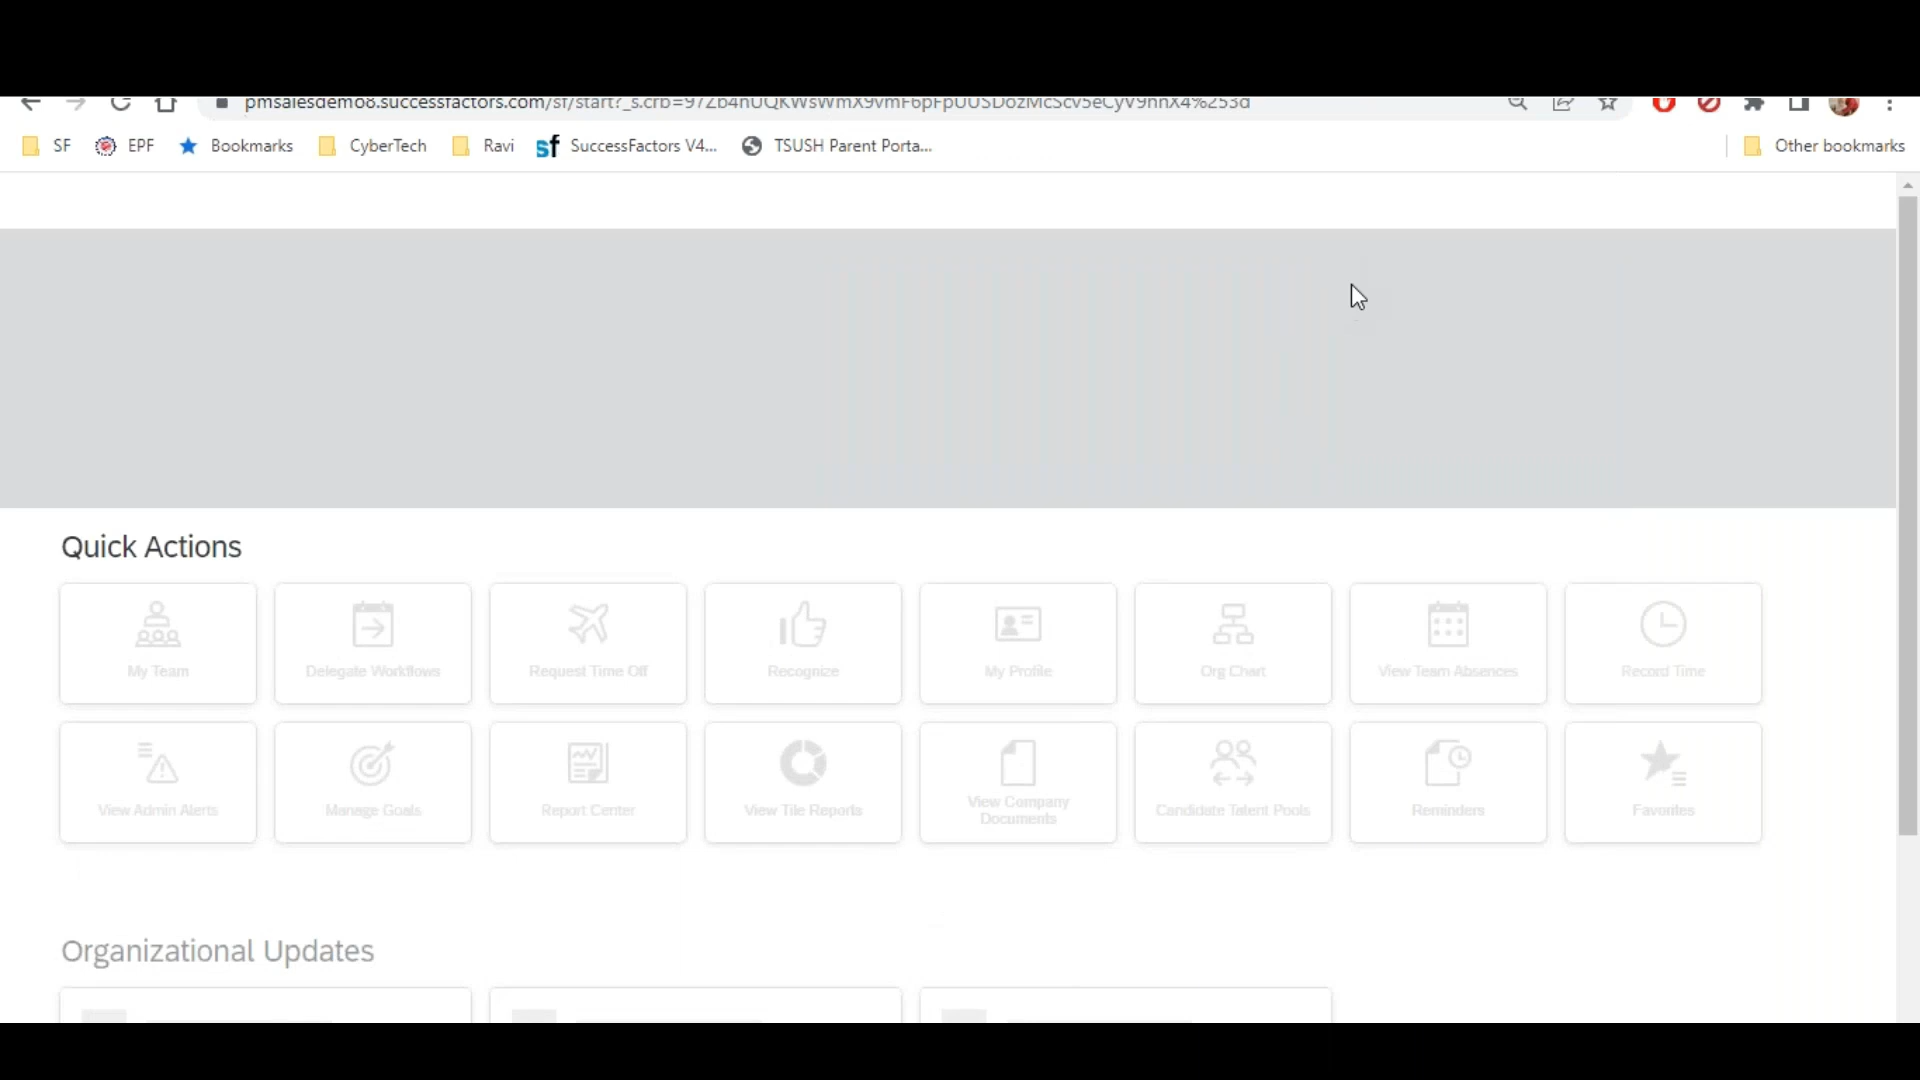 SF EPF Bookmarks CyberTech Ravi sf SuccessFactors V4... TSUSH Parent Porta... Other bookmarks
Quick Actions
My Team Delegate Workflows Request Time Off Recognize My Profile Org Chart View Team Absences Record Time
View Admin Alerts Manage Goals Report Center View Tile Reports View Company Documents Candidate Talent Pools Reminders Favorites
Organizational Updates